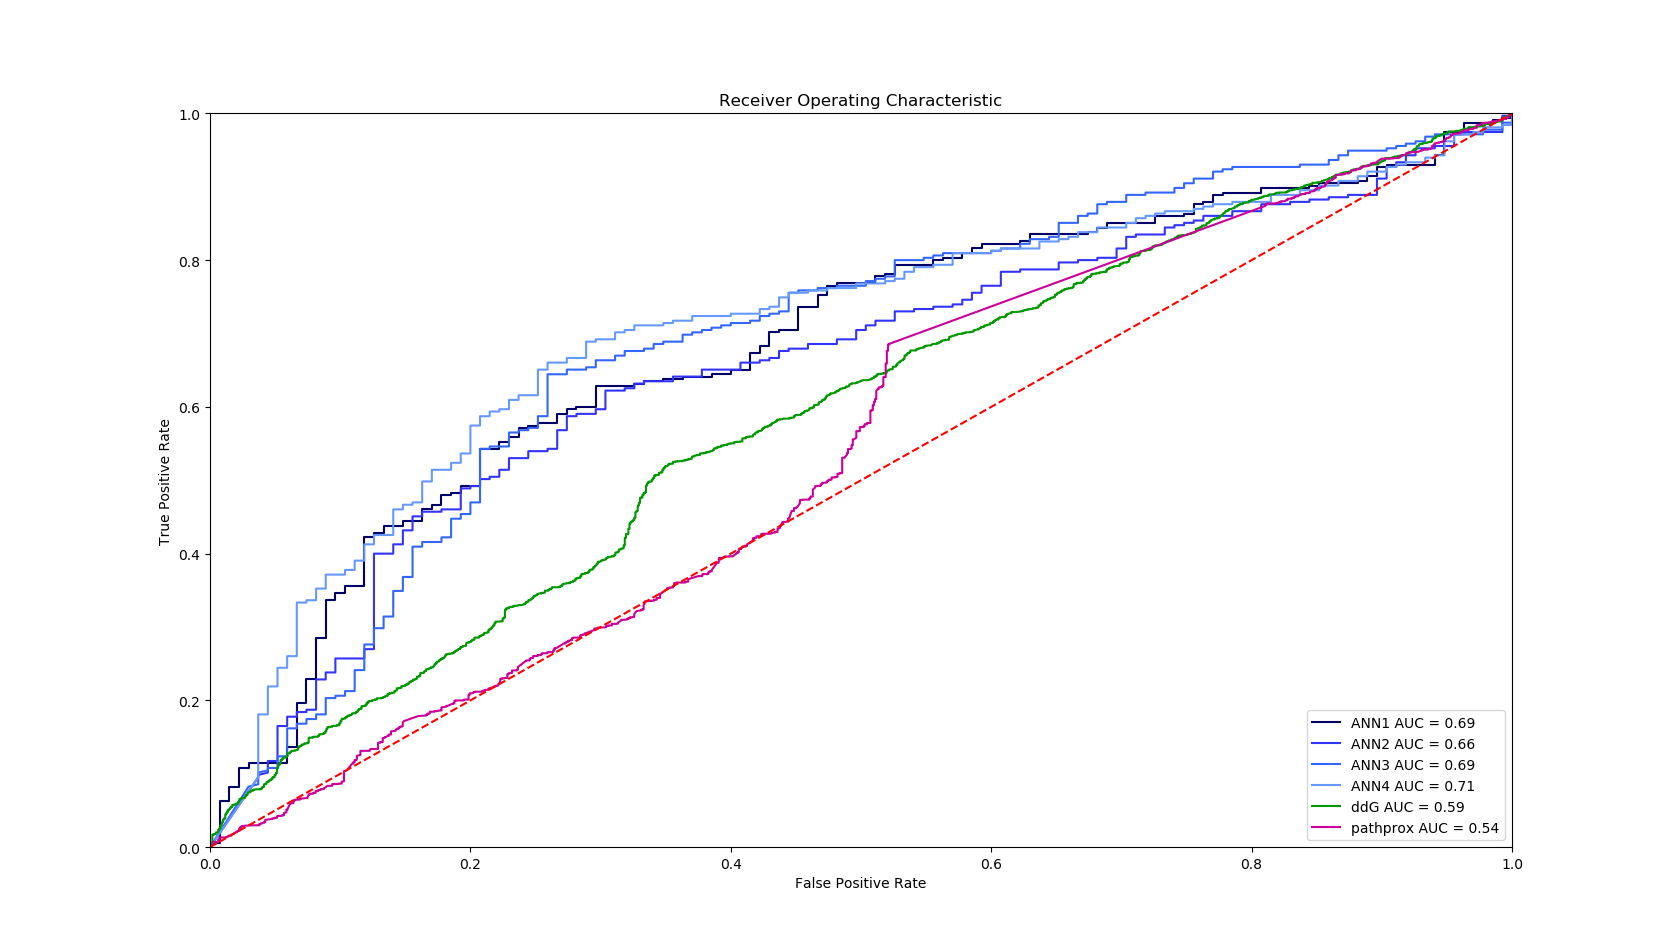 Receiver Operating Characteristic
1.0
0.8
0.6
0.4
0.2
0.0
True Positive Rate
0.0 0.2 0.4 0.6 0.8 1.0
False Positive Rate
ANN1 AUC = 0.69
ANN2 AUC = 0.66
ANN3 AUC = 0.69
ANN4 AUC = 0.71
ddG AUC = 0.59
pathprox AUC = 0.54